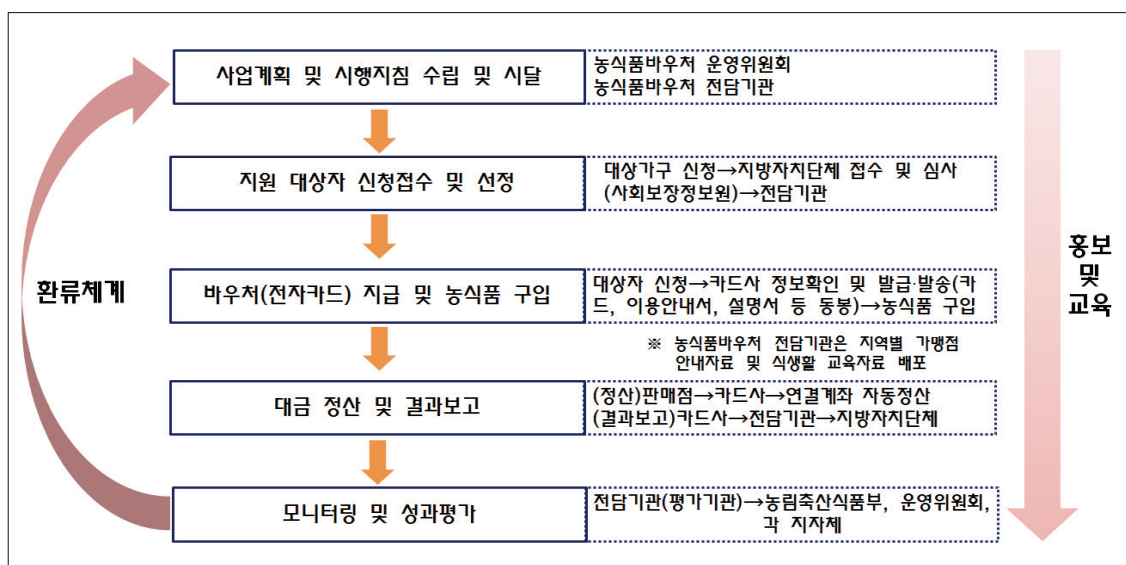 사업계획 및 시행지침 수립 및 시달
농식품바우처 운영위원회
농식품바우처 전담기관
지원 대상자 신청접수 및 선정
대상가구 신청→지방자치단체 접수 및 심사
(사회보장정보원)→전담기관
환류체계
바우처(전자카드) 지급 및 농식품 구입
대상자 신청→카드사 정보확인 및 발급·발송(카
드, 이용안내서, 설명서 등 동봉)→농식품 구입
※ 농식품바우처 전담기관은 지역별 가맹점
안내자료 및 식생활 교육자료 배포
대금 정산 및 결과보고
(정산)판매점→카드사→연결계좌 자동정산
(결과보고)카드사→전담기관→지방자치단체
모니터링 및 성과평가
전담기관(평가기관)→농림축산식품부, 운영위원회,
각 지자체
홍보
및
교육